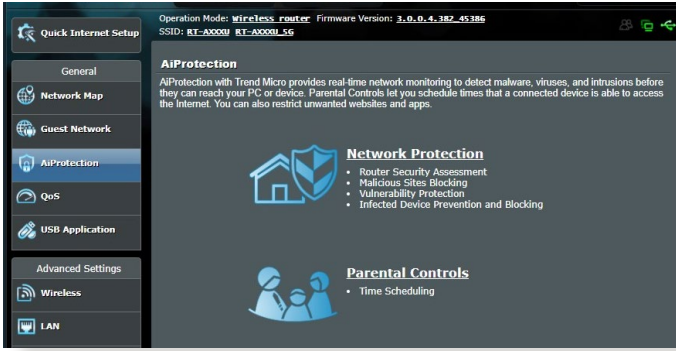 Operation Mode: Wireless router Firmware Version: 3.0.0.4.382_45386
SSID: RT-AXXXU RT-AXXXU_5G
Quick Internet Setup
General
Network Map
Guest Network
AiProtection
QoS
USB Application
Advanced Settings
Wireless
LAN
AiProtection
AiProtection with Trend Micro provides real-time network monitoring to detect malware, viruses, and intrusions before
they can reach your PC or device. Parental Controls let you schedule times that a connected device is able to access
the Internet. You can also restrict unwanted websites and apps.
Network Protection
• Router Security Assessment
• Malicious Sites Blocking
• Vulnerability Protection
• Infected Device Prevention and Blocking
Parental Controls
• Time Scheduling